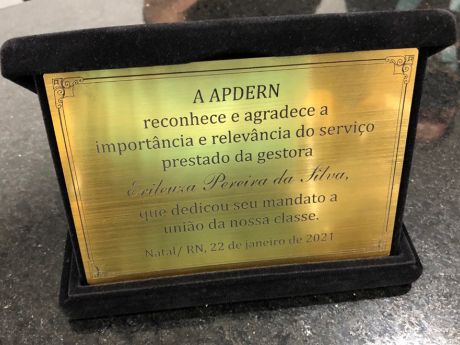 A APDERN
reconhece e agradece a
importância e relevância do serviço
prestado da gestora
Erileuza Pereira da Silva,
que dedicou seu mandato a
união da nossa classe.
Natal/ RN, 22 de janeiro de 2021